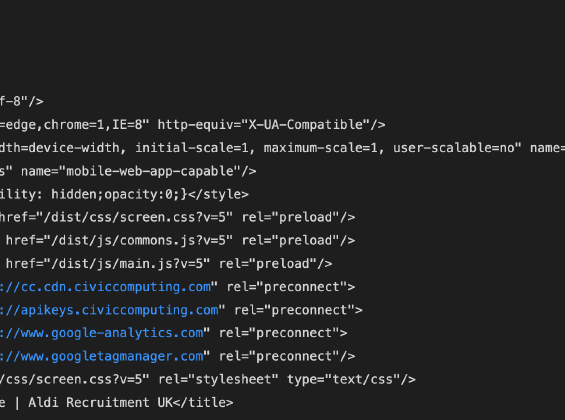 f-8"/>
=edge,chrome=1,IE=8" http-equiv="X-UA-Compatible"/>
dth=device-width, initial-scale=1, maximum-scale=1, user-scalable=no" name=
s" name="mobile-web-app-capable"/>
ility: hidden;opacity:0;}</style>
href="/dist/css/screen.css?v=5" rel="preload"/>
href="/dist/js/commons.js?v=5" rel="preload"/>
href="/dist/js/main.js?v=5" rel="preload"/>
://cc.cdn.civiccomputing.com" rel="preconnect">
://apikeys.civiccomputing.com" rel="preconnect">
://www.google-analytics.com" rel="preconnect">
://www.googletagmanager.com" rel="preconnect"/>
/css/screen.css?v=5" rel="stylesheet" type="text/css"/>
e | Aldi Recruitment UK</title>